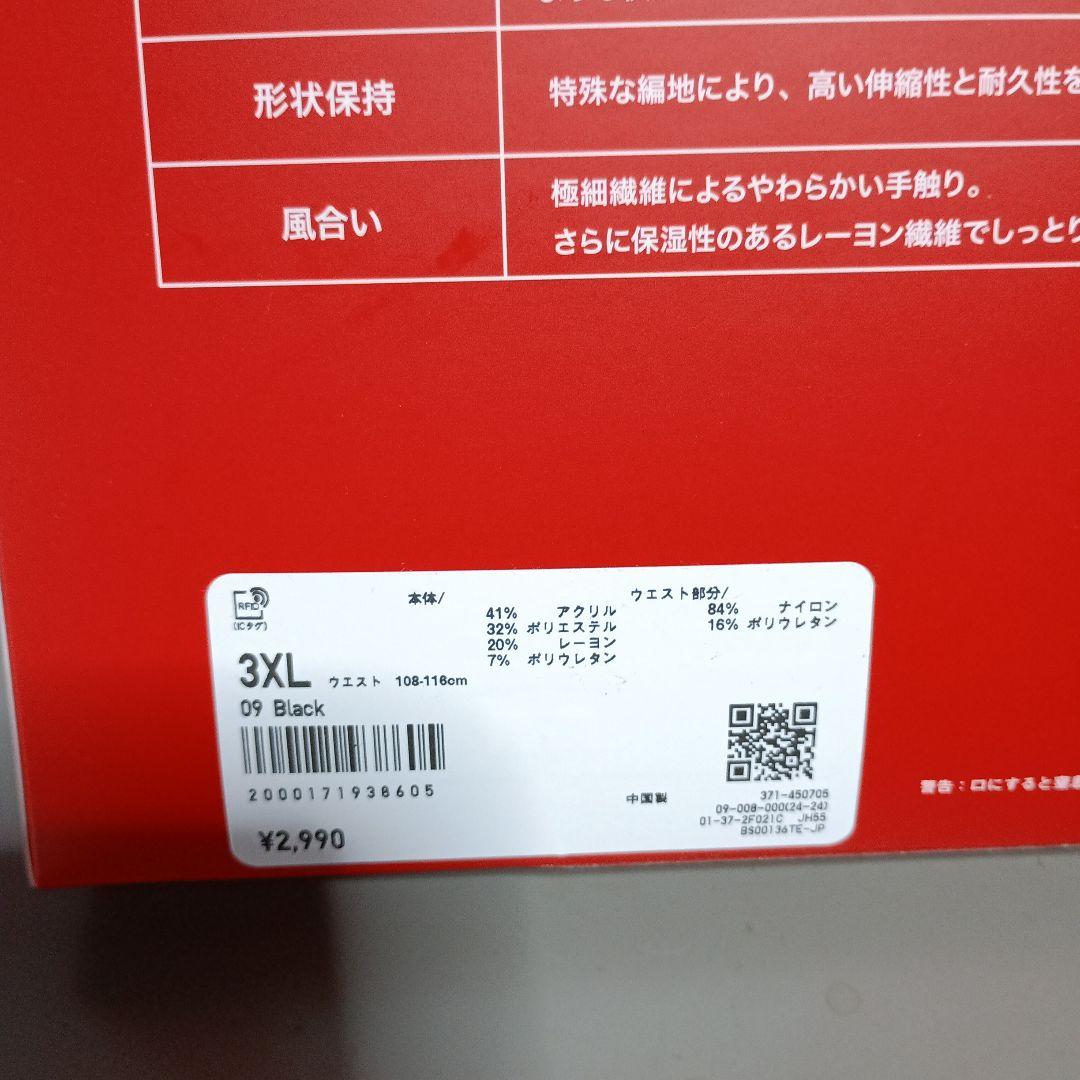 形状保持
特殊な編地により、高い伸縮性と耐久性を
風合い
極細繊維によるやわらかい手触り。
さらに保湿性のあるレーヨン繊維でしっとり
RFID
(ICタグ)
本体/
41% アクリル
32% ポリエステル
20% レーヨン
7% ポリウレタン
ウエスト部分/
84% ナイロン
16% ポリウレタン
3XL ウエスト 108-116cm
09 Black
2000171938605
¥2,990
中国製
371-450705
09-008-000(24-24)
01-37-2F021C JH55
BS00136TE-JP
警告:口にすると窒息